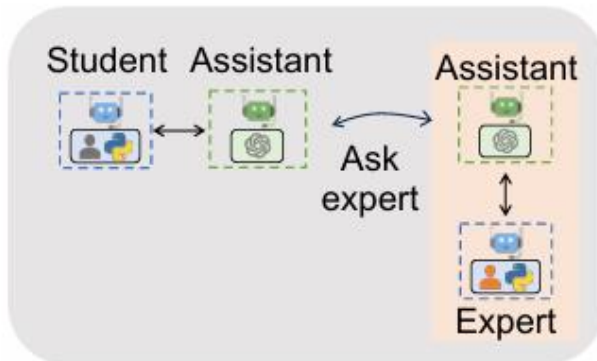 Student Assistant
Assistant
Ask
expert
Expert